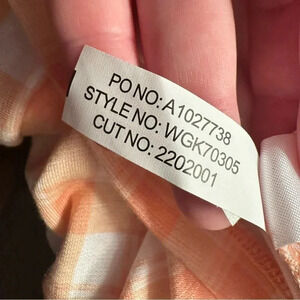 PO NO: A1027738
STYLE NO: WGK70305
CUT NO: 2202001